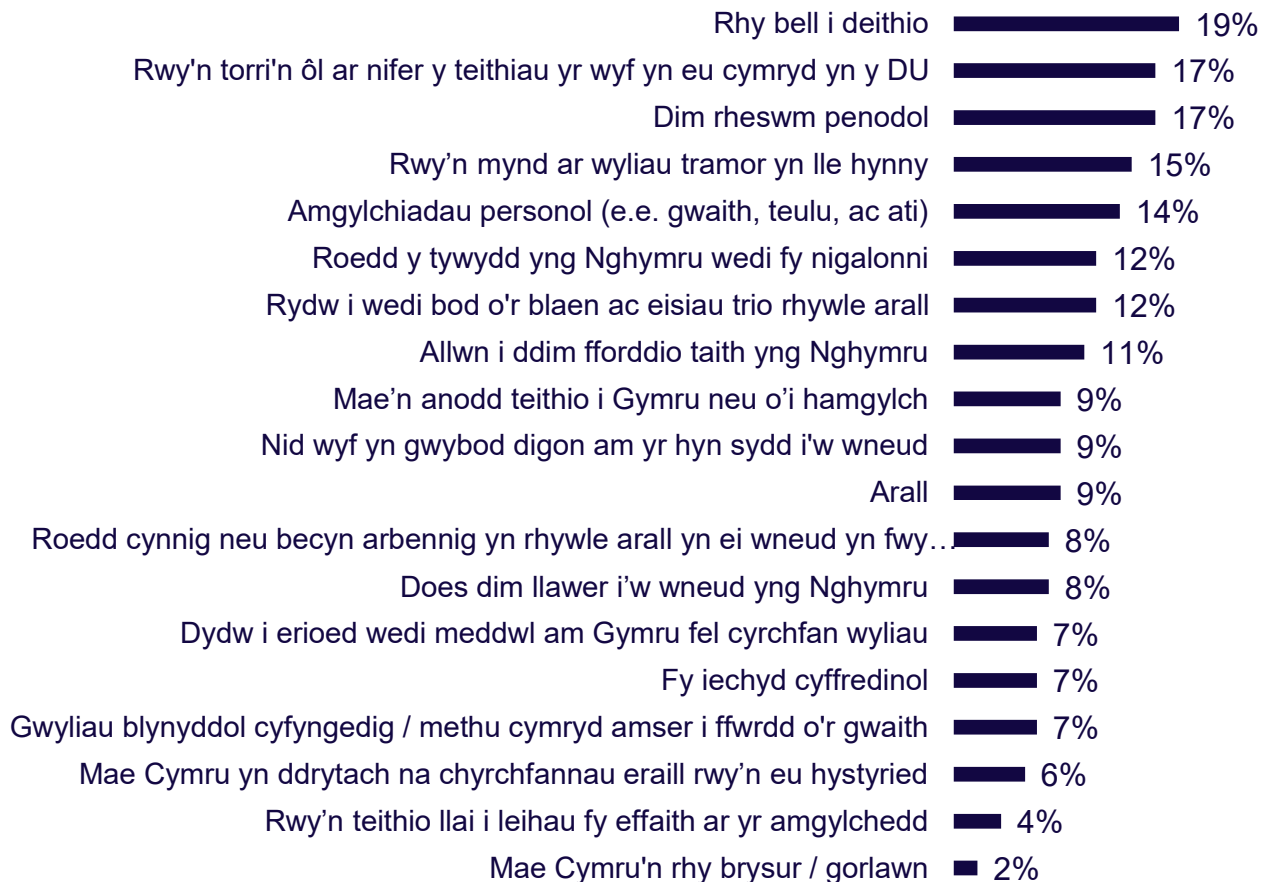 Rhy bell i deithio 19%
Rwy'n torri'n ôl ar nifer y teithiau yr wyf yn eu cymryd yn y DU 17%
Dim rheswm penodol 17%
Rwy’n mynd ar wyliau tramor yn lle hynny 15%
Amgylchiadau personol (e.e. gwaith, teulu, ac ati) 14%
Roedd y tywydd yng Nghymru wedi fy nigalonni 12%
Rydw i wedi bod o'r blaen ac eisiau trio rhywle arall 12%
Allwn i ddim fforddio taith yng Nghymru 11%
Mae’n anodd teithio i Gymru neu o’i hamgylch 9%
Nid wyf yn gwybod digon am yr hyn sydd i'w wneud 9%
Arall 9%
Roedd cynnig neu becyn arbennig yn rhywle arall yn ei wneud yn fwy… 8%
Does dim llawer i’w wneud yng Nghymru 8%
Dydw i erioed wedi meddwl am Gymru fel cyrchfan wyliau 7%
Fy iechyd cyffredinol 7%
Gwyliau blynyddol cyfyngedig / methu cymryd amser i ffwrdd o'r gwaith 7%
Mae Cymru yn ddrytach na chyrchfannau eraill rwy’n eu hystyried 6%
Rwy’n teithio llai i leihau fy effaith ar yr amgylchedd 4%
Mae Cymru'n rhy brysur / gorlawn 2%